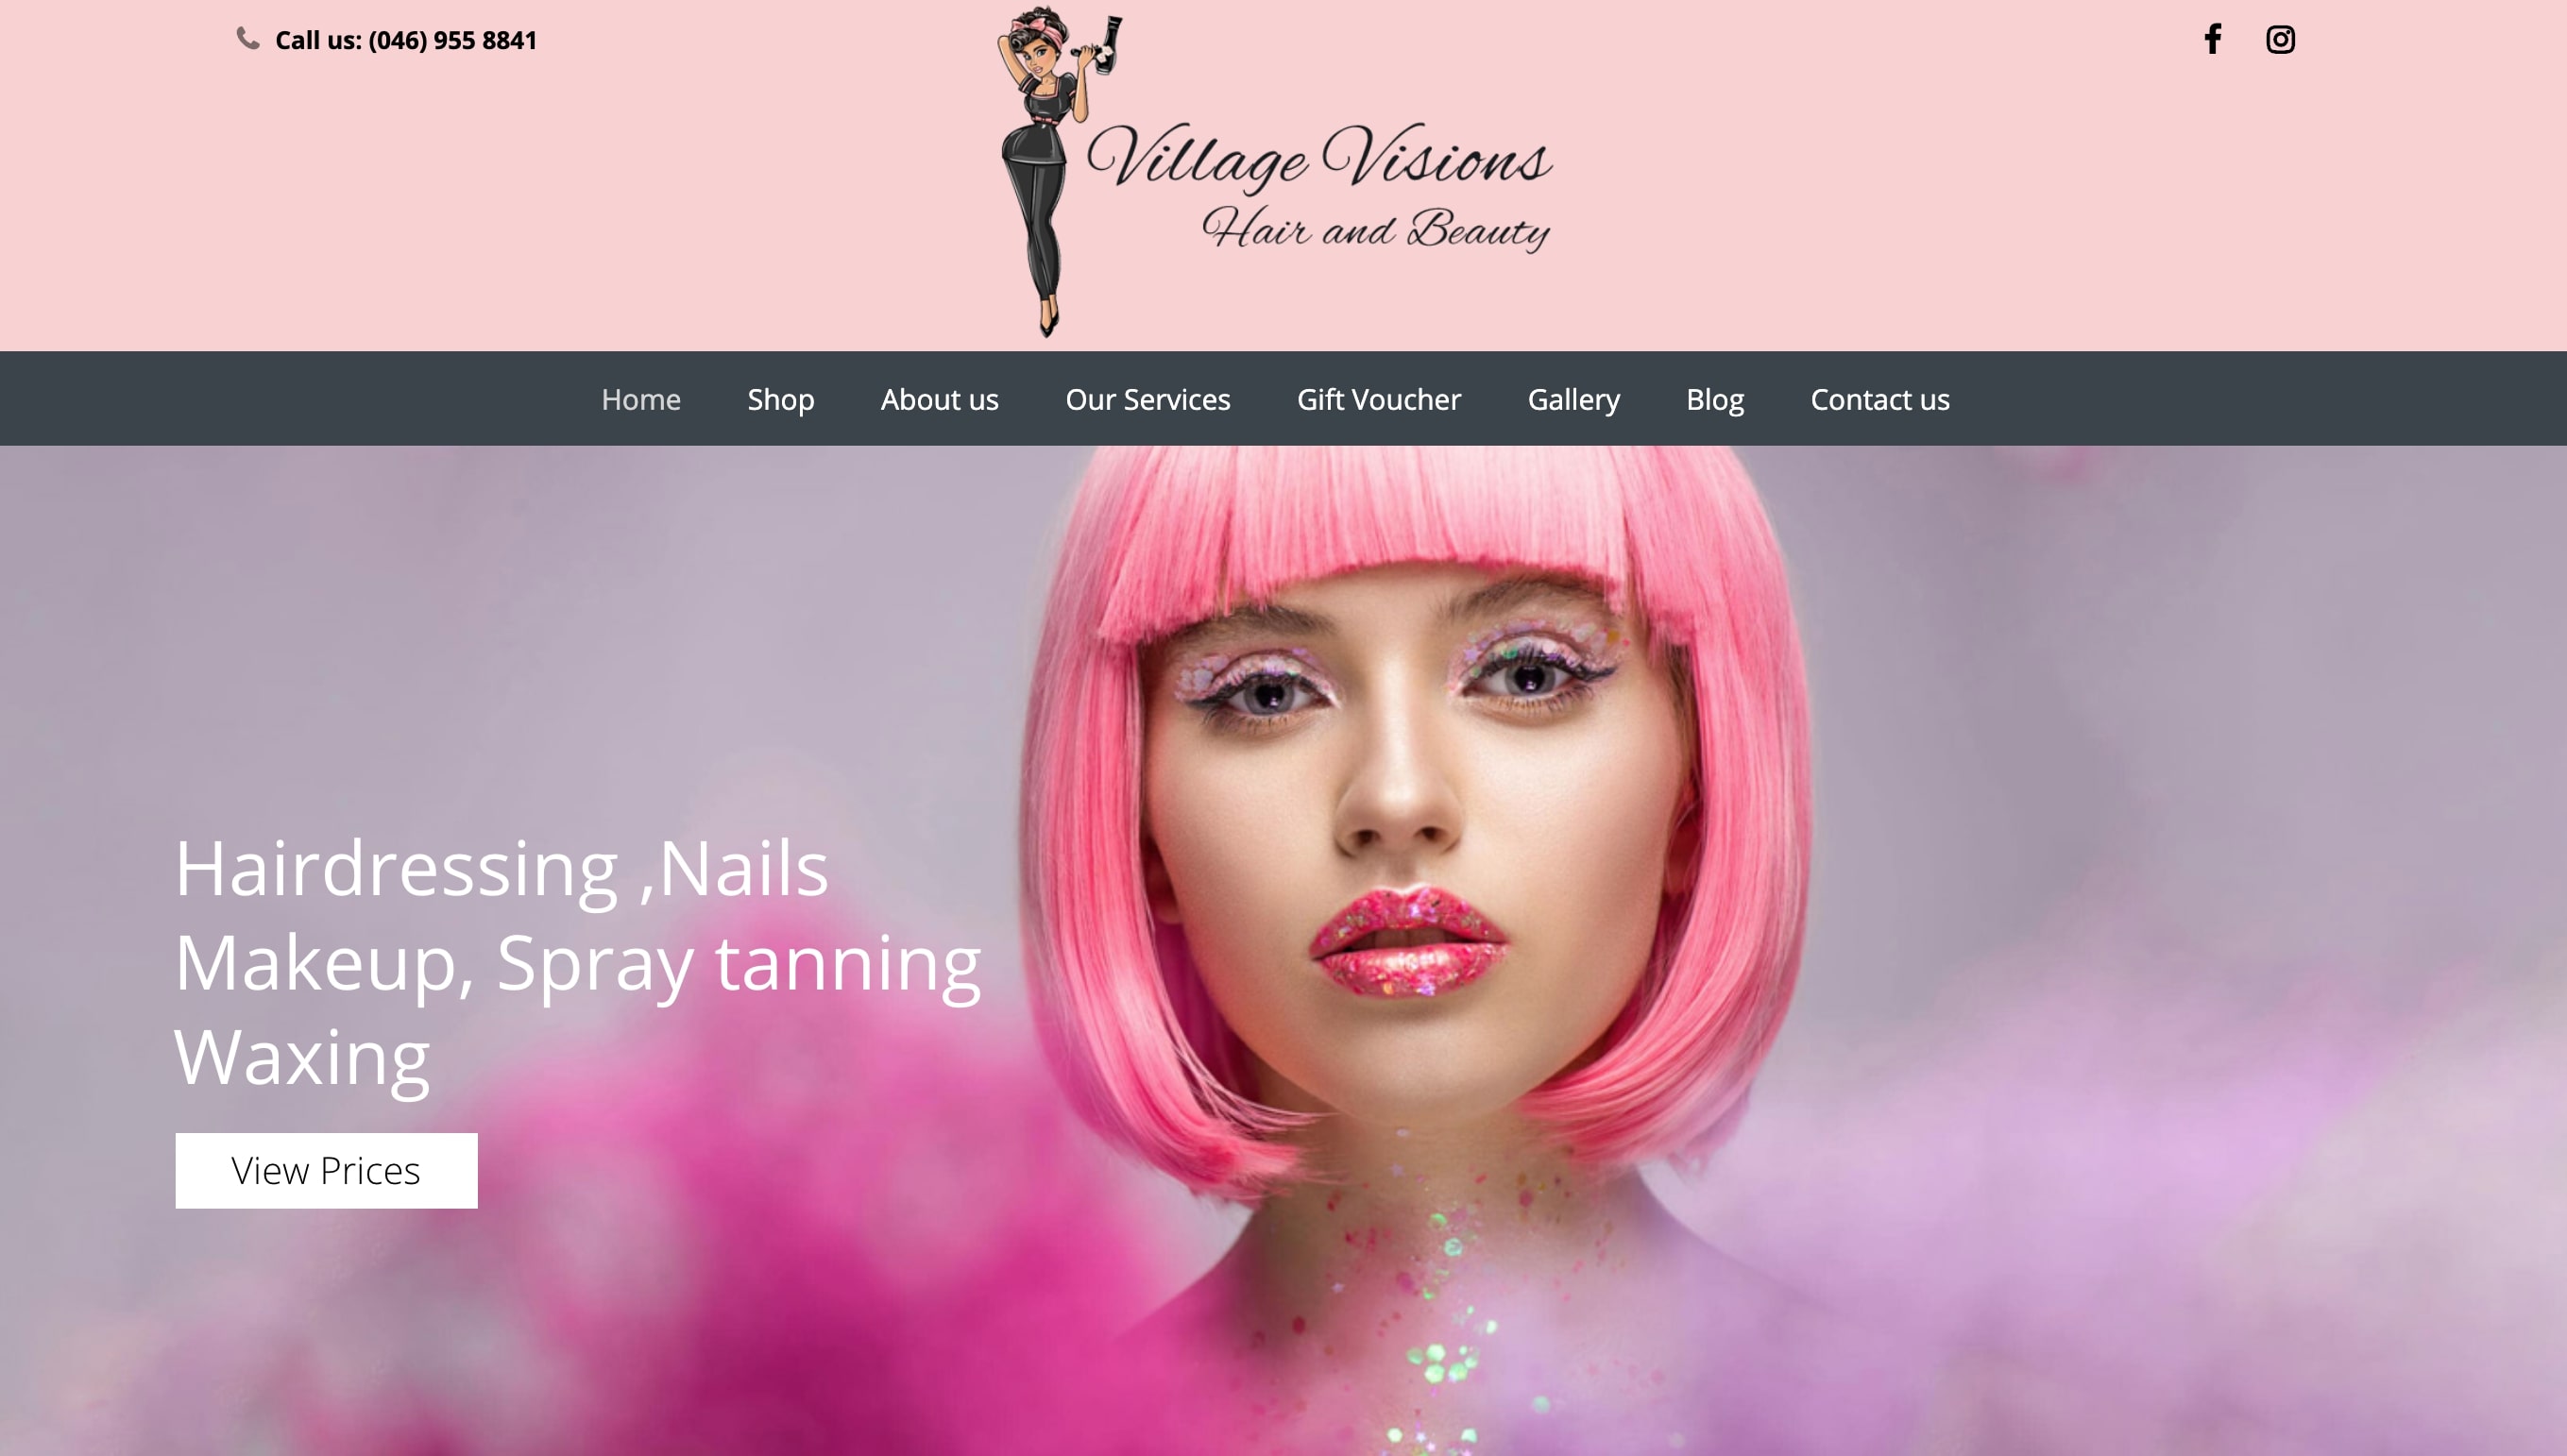 Call us: (046) 955 8841
Village Visions
Hair and Beauty
Home Shop About us Our Services Gift Voucher Gallery Blog Contact us
Hairdressing ,Nails
Makeup, Spray tanning
Waxing
View Prices